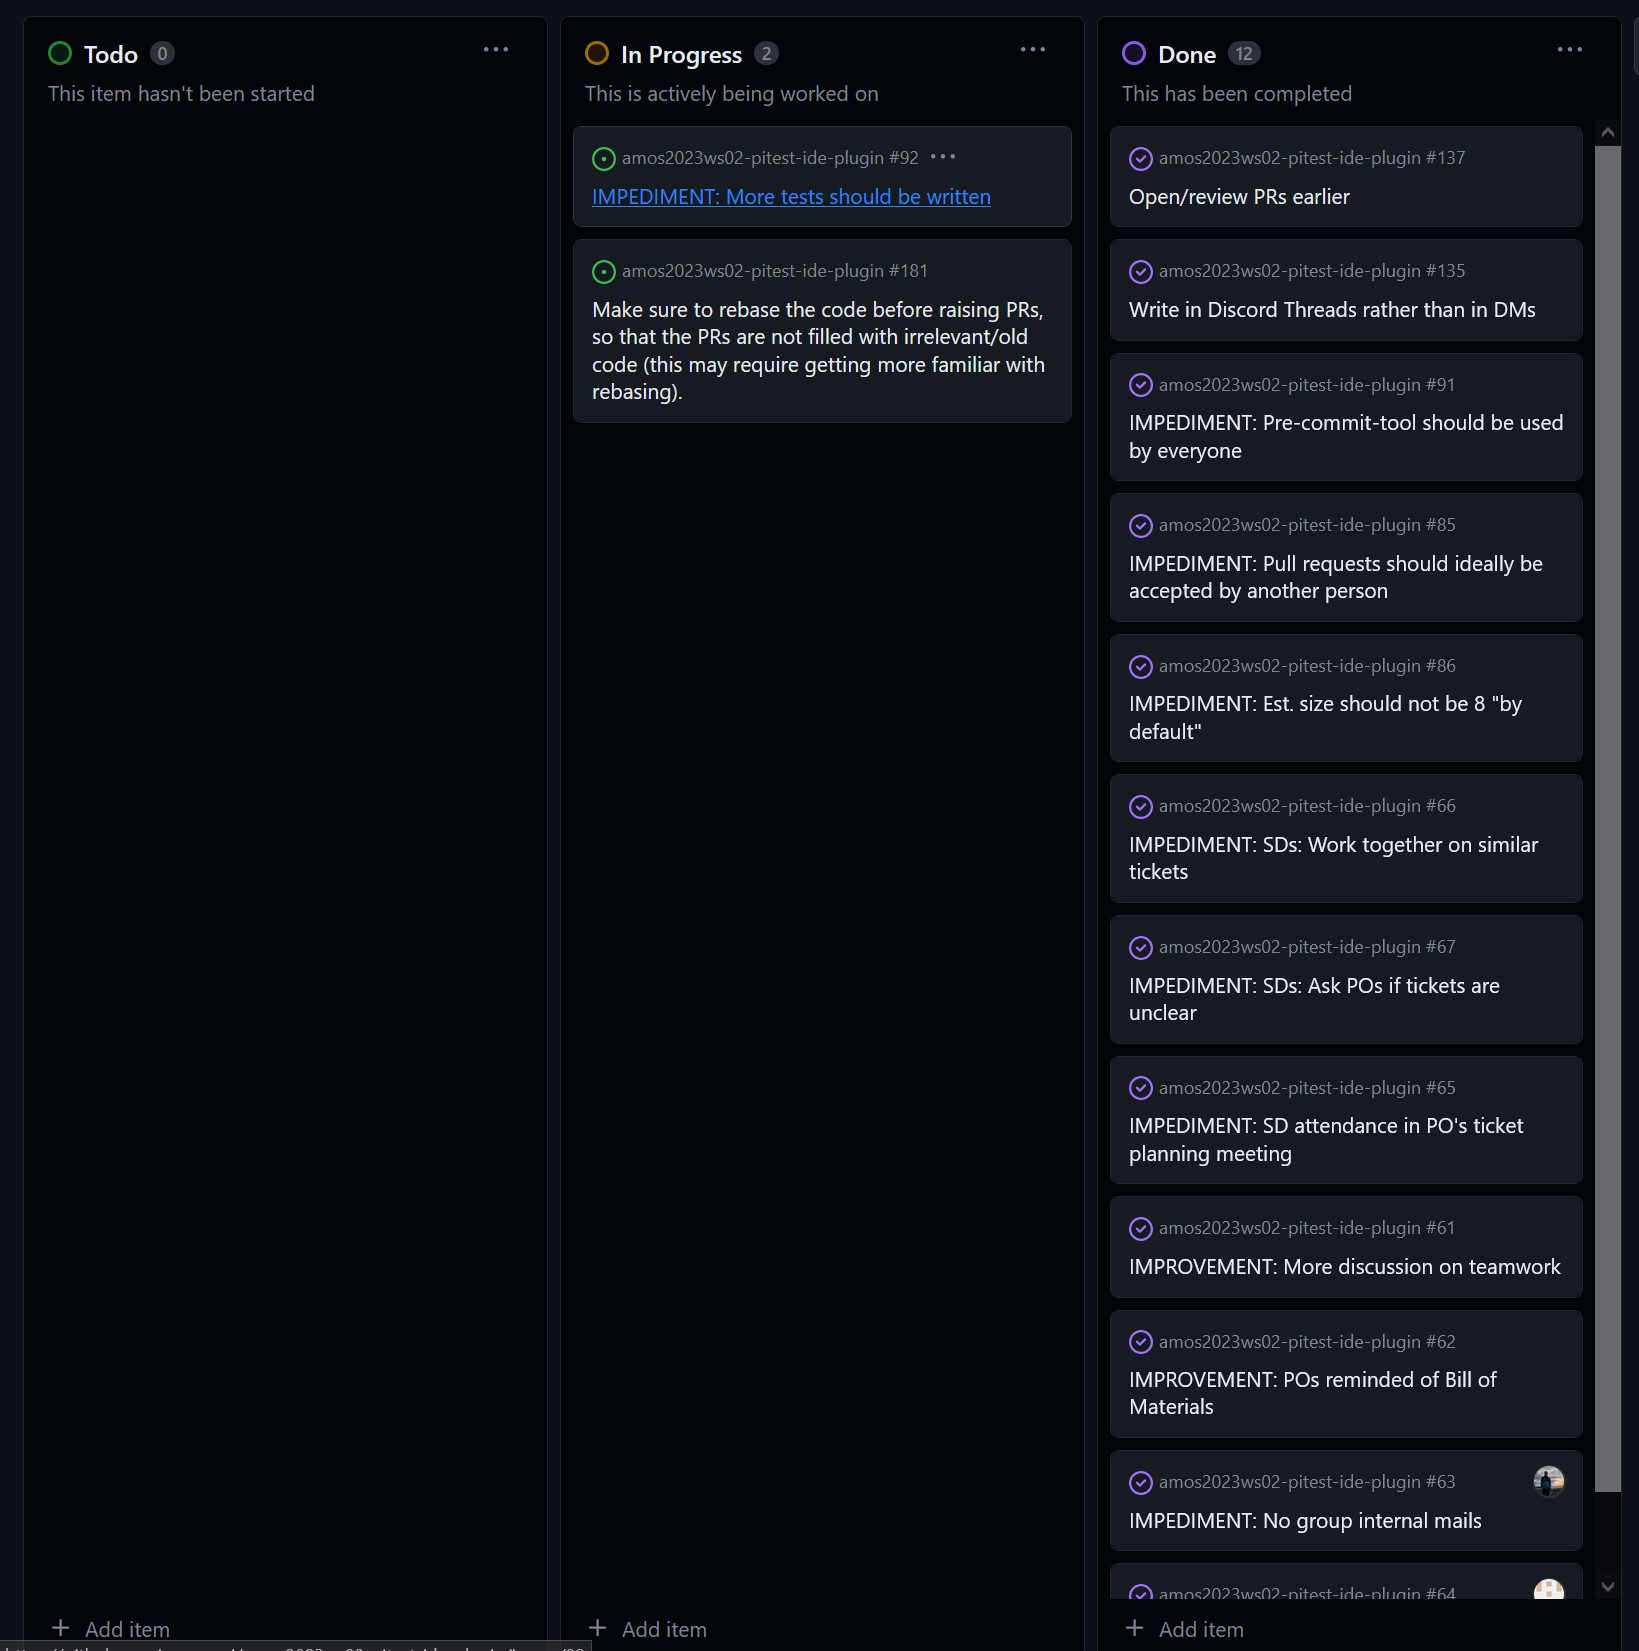 Todo 0
This item hasn't been started
Add item
In Progress 2
This is actively being worked on
amos2023ws02-pitest-ide-plugin #92
IMPEDIMENT: More tests should be written
amos2023ws02-pitest-ide-plugin #181
Make sure to rebase the code before raising PRs,
so that the PRs are not filled with irrelevant/old
code (this may require getting more familiar with
rebasing).
Add item
Done 12
This has been completed
amos2023ws02-pitest-ide-plugin #137
Open/review PRs earlier
amos2023ws02-pitest-ide-plugin #135
Write in Discord Threads rather than in DMs
amos2023ws02-pitest-ide-plugin #91
IMPEDIMENT: Pre-commit-tool should be used
by everyone
amos2023ws02-pitest-ide-plugin #85
IMPEDIMENT: Pull requests should ideally be
accepted by another person
amos2023ws02-pitest-ide-plugin #86
IMPEDIMENT: Est. size should not be 8 "by
default"
amos2023ws02-pitest-ide-plugin #66
IMPEDIMENT: SDs: Work together on similar
tickets
amos2023ws02-pitest-ide-plugin #67
IMPEDIMENT: SDs: Ask POs if tickets are
unclear
amos2023ws02-pitest-ide-plugin #65
IMPEDIMENT: SD attendance in PO's ticket
planning meeting
amos2023ws02-pitest-ide-plugin #61
IMPROVEMENT: More discussion on teamwork
amos2023ws02-pitest-ide-plugin #62
IMPROVEMENT: POs reminded of Bill of
Materials
amos2023ws02-pitest-ide-plugin #63
IMPEDIMENT: No group internal mails
amos2023ws02-pitest-ide-plugin #64
Add item